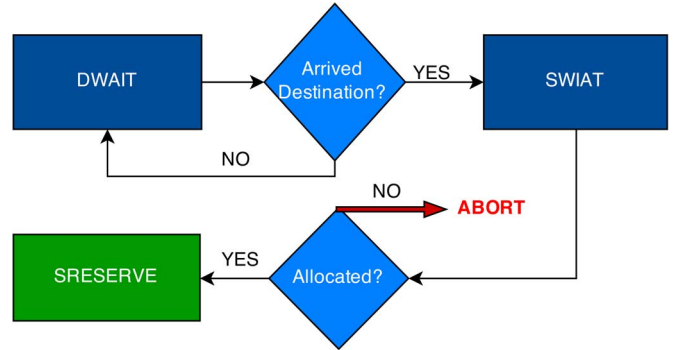 DWAIT
Arrived
Destination?
YES
SWIAT
NO
NO
ABORT
SRESERVE
YES
Allocated?